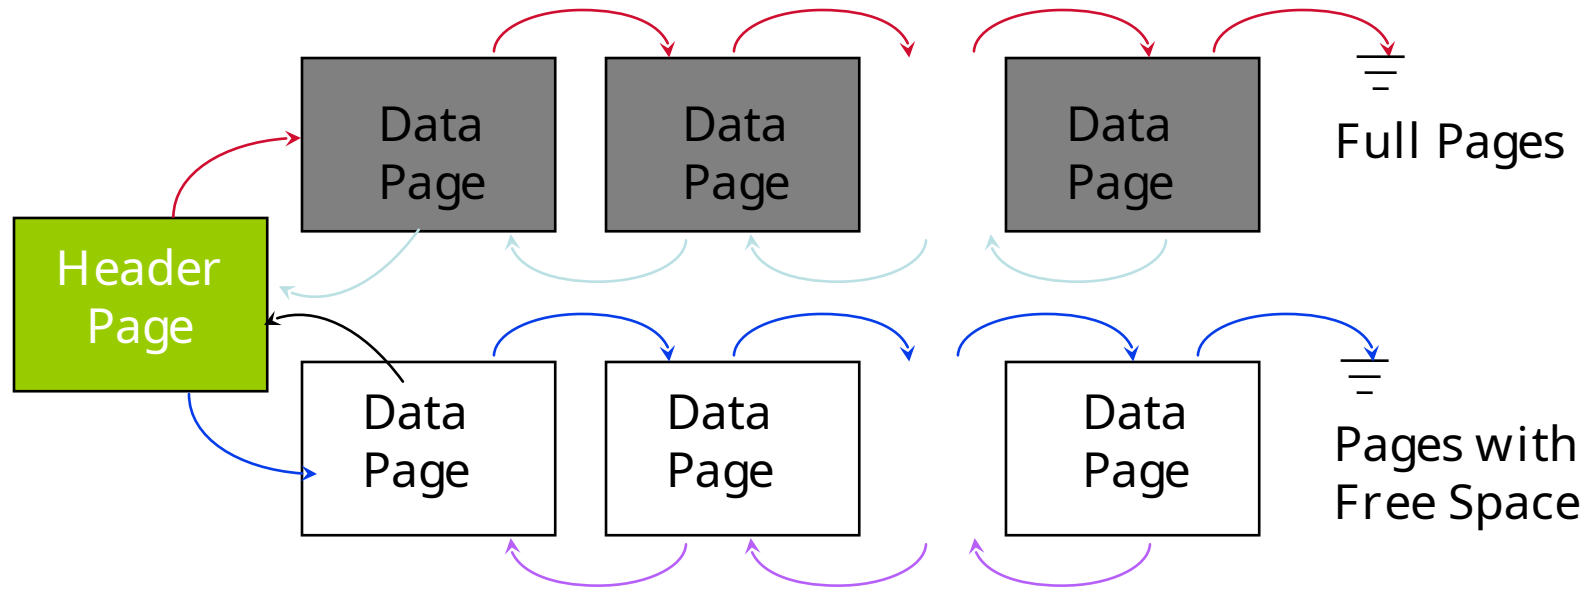 Data
Page
Data
Page
Data
Page
Full Pages
Header
Page
Data
Page
Data
Page
Data
Page
Pages with
Free Space